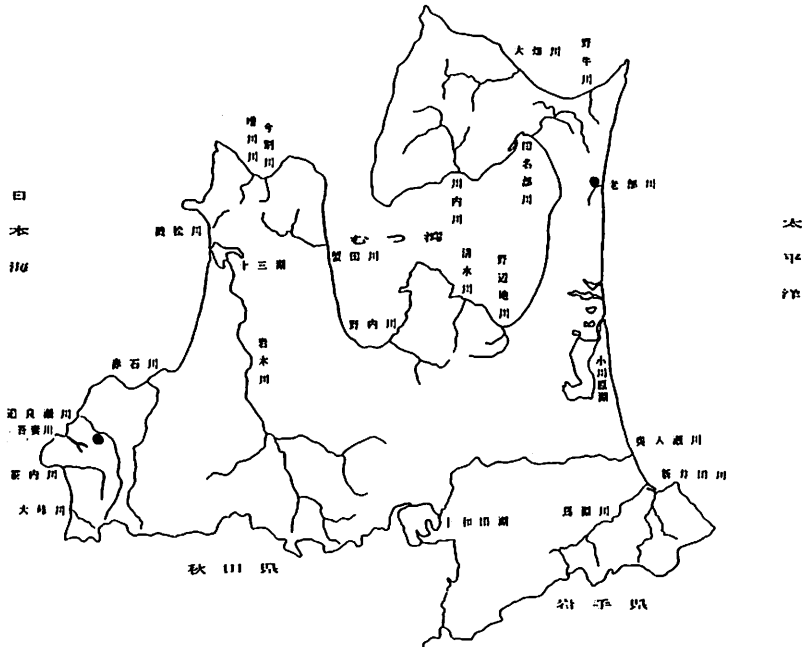 大畑川
野牛川
増川川
今別川
田名部川
川内川
老部川
日本海
太平洋
磯松川
むつ湾
十三湖
蟹田川
清水川
野辺地川
野内川
岩木川
小川原湖
赤石川
追良瀬川
吾妻川
笹内川
大峰川
奥入瀬川
新井田川
馬淵川
十和田湖
秋田県
岩手県